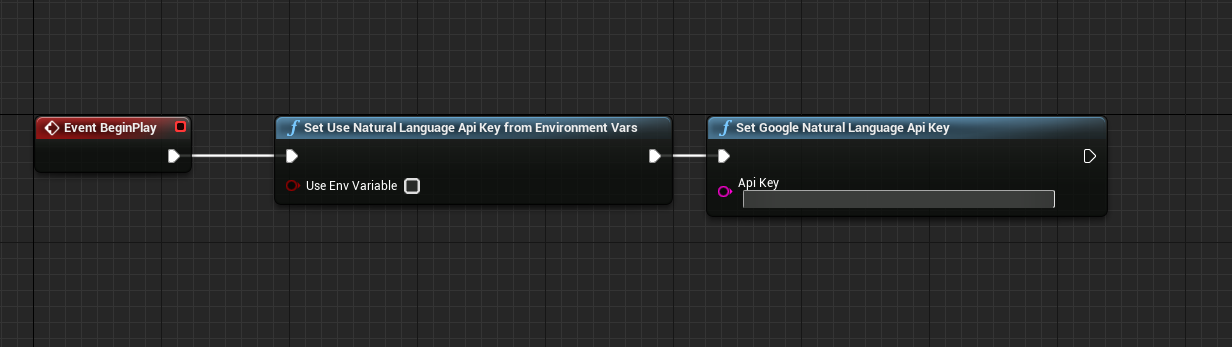 Event BeginPlay
Set Use Natural Language Api Key from Environment Vars
Use Env Variable
Set Google Natural Language Api Key
Api Key